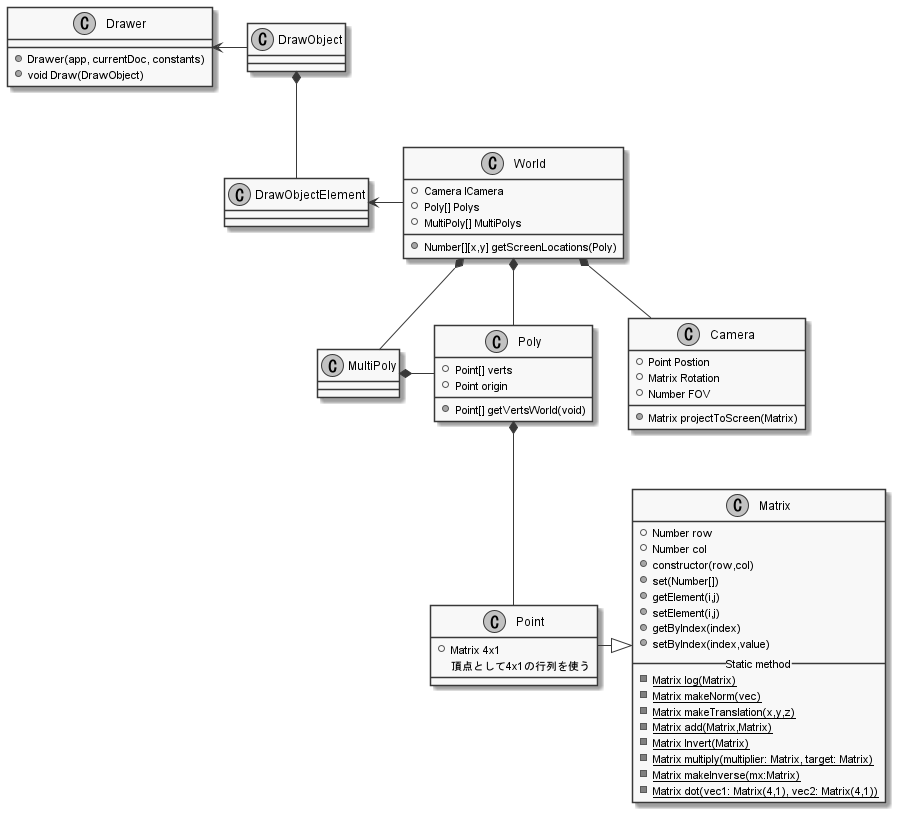 C Drawer
Drawer(app, currentDoc, constants)
void Draw(DrawObject)
C DrawObject
C DrawObjectElement
C World
Camera ICamera
Poly[] Polys
MultiPoly[] MultiPolys
Number[][x,y] getScreenLocations(Poly)
C MultiPoly
C Poly
Point[] verts
Point origin
Point[] getVertsWorld(void)
C Camera
Point Postion
Matrix Rotation
Number FOV
Matrix projectToScreen(Matrix)
C Point
Matrix 4x1
頂点として4x1の行列を使う
C Matrix
Number row
Number col
constructor(row,col)
set(Number[])
getElement(i,j)
setElement(i,j)
getByIndex(index)
setByIndex(index,value)
Static method
Matrix log(Matrix)
Matrix makeNorm(vec)
Matrix makeTranslation(x,y,z)
Matrix add(Matrix,Matrix)
Matrix Invert(Matrix)
Matrix multiply(multiplier: Matrix, target: Matrix)
Matrix makeInverse(mx:Matrix)
Matrix dot(vec1: Matrix(4,1), vec2: Matrix(4,1))